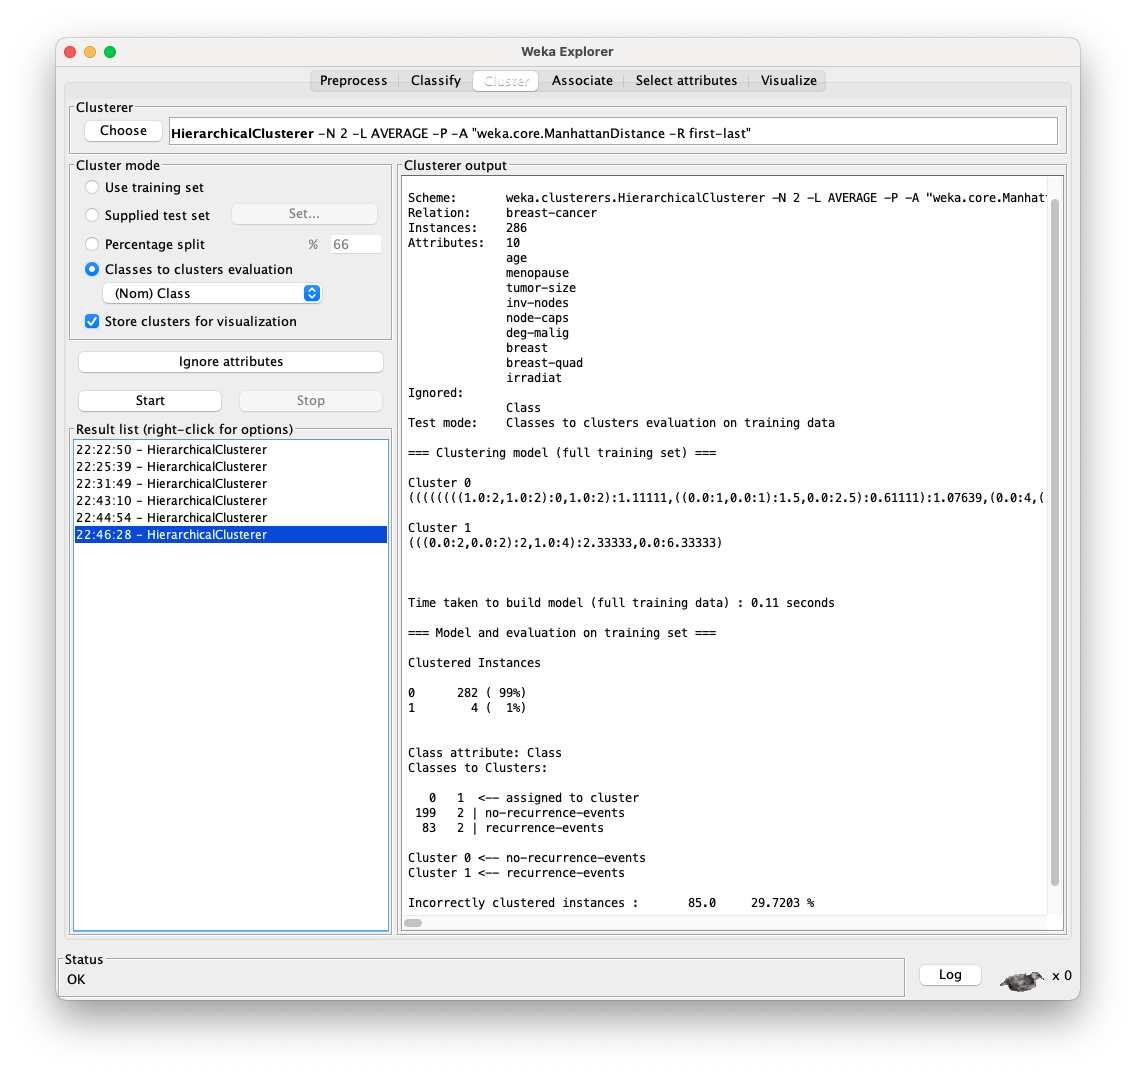 Weka Explorer
Preprocess Classify Cluster Associate Select attributes Visualize
Clusterer
Choose HierarchicalClusterer -N 2 -L AVERAGE -P -A "weka.core.ManhattanDistance -R first-last"
Cluster mode
Use training set
Supplied test set Set...
Percentage split % 66
Classes to clusters evaluation
(Nom) Class
Store clusters for visualization
Ignore attributes
Start Stop
Result list (right-click for options)
22:22:50 - HierarchicalClusterer
22:25:39 - HierarchicalClusterer
22:31:49 - HierarchicalClusterer
22:43:10 - HierarchicalClusterer
22:44:54 - HierarchicalClusterer
22:46:28 - HierarchicalClusterer
Clusterer output
Scheme: weka.clusterers.HierarchicalClusterer -N 2 -L AVERAGE -P -A "weka.core.Manhatt
Relation: breast-cancer
Instances: 286
Attributes: 10
age
menopause
tumor-size
inv-nodes
node-caps
deg-malig
breast
breast-quad
irradiat
Ignored:
Class
Test mode: Classes to clusters evaluation on training data
=== Clustering model (full training set) ===
Cluster 0
((((((((1.0:2,1.0:2):0,1.0:2):1.11111,((0.0:1,0.0:1):1.5,0.0:2.5):0.61111):1.07639,(0.0:4,(
Cluster 1
(((0.0:2,0.0:2):2,1.0:4):2.33333,0.0:6.33333)
Time taken to build model (full training data) : 0.11 seconds
=== Model and evaluation on training set ===
Clustered Instances
0 282 ( 99%)
1 4 ( 1%)
Class attribute: Class
Classes to Clusters:
0 1 <-- assigned to cluster
199 2 | no-recurrence-events
83 2 | recurrence-events
Cluster 0 <-- no-recurrence-events
Cluster 1 <-- recurrence-events
Incorrectly clustered instances : 85.0 29.7203 %
Status
OK
Log x 0